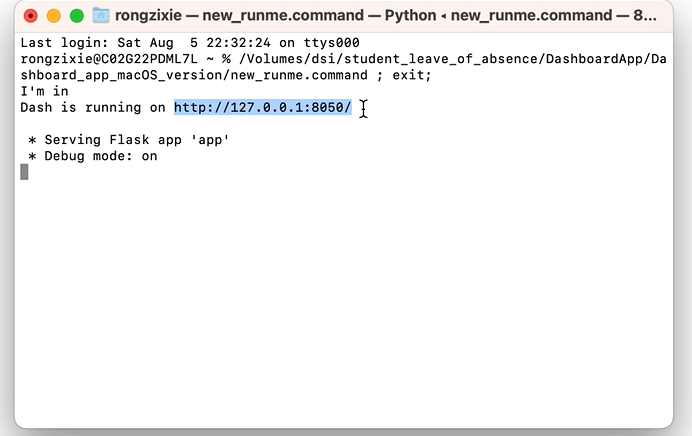 rongzixie — new_runme.command — Python ◂ new_runme.command — 8...
Last login: Sat Aug  5 22:32:24 on ttys000
rongzixie@C02G22PDML7L ~ % /Volumes/dsi/student_leave_of_absence/DashboardApp/Da
shboard_app_macOS_version/new_runme.command ; exit;
I'm in
Dash is running on http://127.0.0.1:8050/
 * Serving Flask app 'app'
 * Debug mode: on